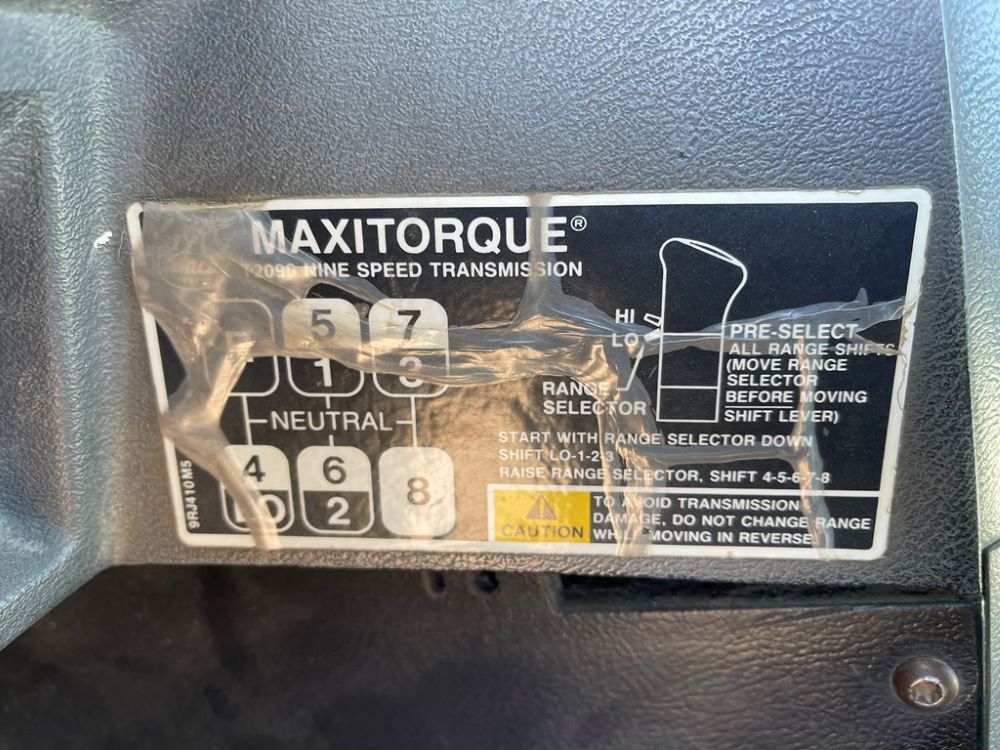 MAXITORQUE®
T2090 NINE SPEED TRANSMISSION
R 5 7
1 3
NEUTRAL
4 6 8
LO 2
9RJ410M5
HI
LO
RANGE
SELECTOR
PRE-SELECT
ALL RANGE SHIFTS
(MOVE RANGE
SELECTOR
BEFORE MOVING
SHIFT LEVER)
START WITH RANGE SELECTOR DOWN
SHIFT LO-1-2-3
RAISE RANGE SELECTOR, SHIFT 4-5-6-7-8
CAUTION
TO AVOID TRANSMISSION
DAMAGE, DO NOT CHANGE RANGE
WHILE MOVING IN REVERSE